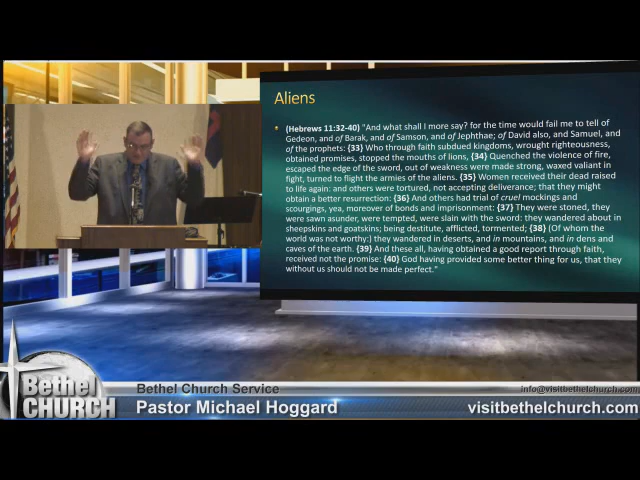 Aliens
• (Hebrews 11:32-40) "And what shall I more say? for the time would fail me to tell of
Gedeon, and of Barak, and of Samson, and of Jephthae; of David also, and Samuel, and
of the prophets: {33} Who through faith subdued kingdoms, wrought righteousness,
obtained promises, stopped the mouths of lions, {34} Quenched the violence of fire,
escaped the edge of the sword, out of weakness were made strong, waxed valiant in
fight, turned to flight the armies of the aliens. {35} Women received their dead raised
to life again: and others were tortured, not accepting deliverance; that they might
obtain a better resurrection: {36} And others had trial of cruel mockings and
scourgings, yea, moreover of bonds and imprisonment: {37} They were stoned, they
were sawn asunder, were tempted, were slain with the sword: they wandered about in
sheepskins and goatskins; being destitute, afflicted, tormented; {38} (Of whom the
world was not worthy:) they wandered in deserts, and in mountains, and in dens and
caves of the earth. {39} And these all, having obtained a good report through faith,
received not the promise: {40} God having provided some better thing for us, that they
without us should not be made perfect."
Bethel
CHURCH
Bethel Church Service
info@visitbethelchurch.com
Pastor Michael Hoggard
visitbethelchurch.com